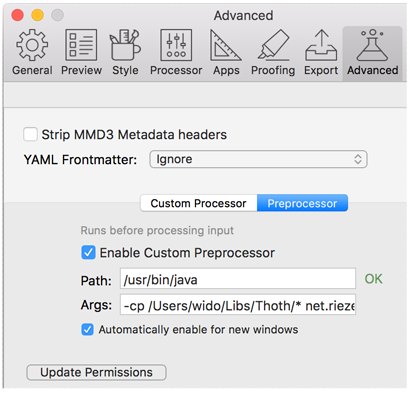 Advanced
General Preview Style Processor Apps Proofing Export Advanced
Strip MMD3 Metadata headers
YAML Frontmatter: Ignore
Custom Processor Preprocessor
Runs before processing input
Enable Custom Preprocessor
Path: /usr/bin/java OK
Args: -cp /Users/wido/Libs/Thoth/* net.rieze
Automatically enable for new windows
Update Permissions